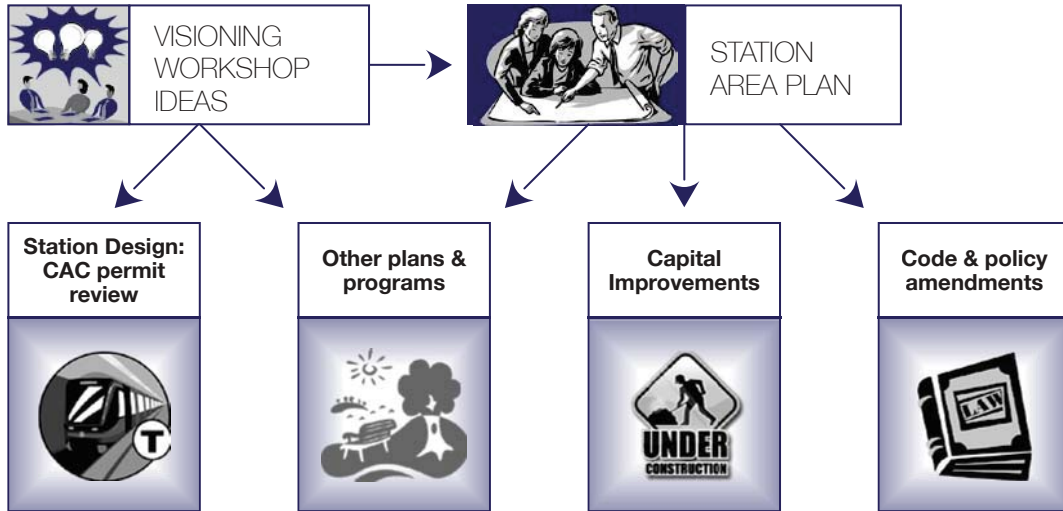 VISIONING
WORKSHOP
IDEAS
STATION
AREA PLAN
Station Design:
CAC permit
review
Other plans &
programs
Capital
Improvements
Code & policy
amendments
T
UNDER
CONSTRUCTION
LAW